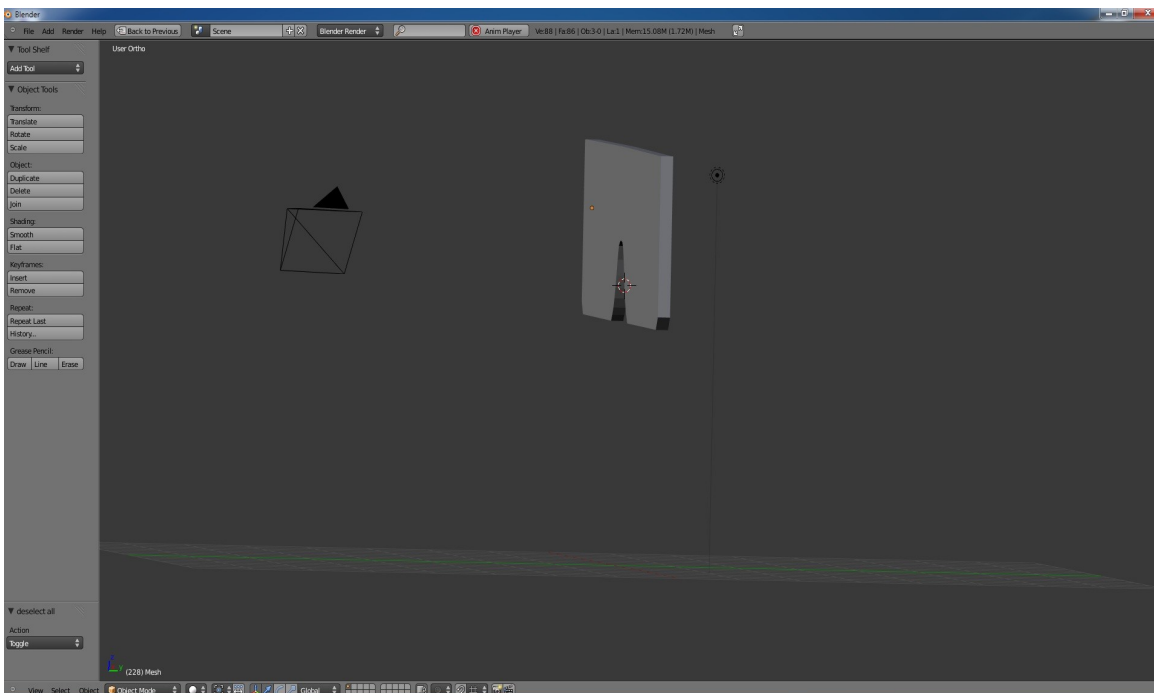 Blender
File Add Render Help Back to Previous Scene Blender Render Anim Player Ve:88 | Fa:86 | Ob:3-0 | La:1 | Mem:15.08M (1.72M) | Mesh
Tool Shelf
User Ortho
Add Tool
Object Tools
Transform:
Translate
Rotate
Scale
Object:
Duplicate
Delete
Join
Shading:
Smooth
Flat
Keyframes:
Insert
Remove
Repeat:
Repeat Last
History...
Grease Pencil:
Draw Line Erase
deselect all
Action
Toggle
Z
Y
(228) Mesh
View Select Object Object Mode Global